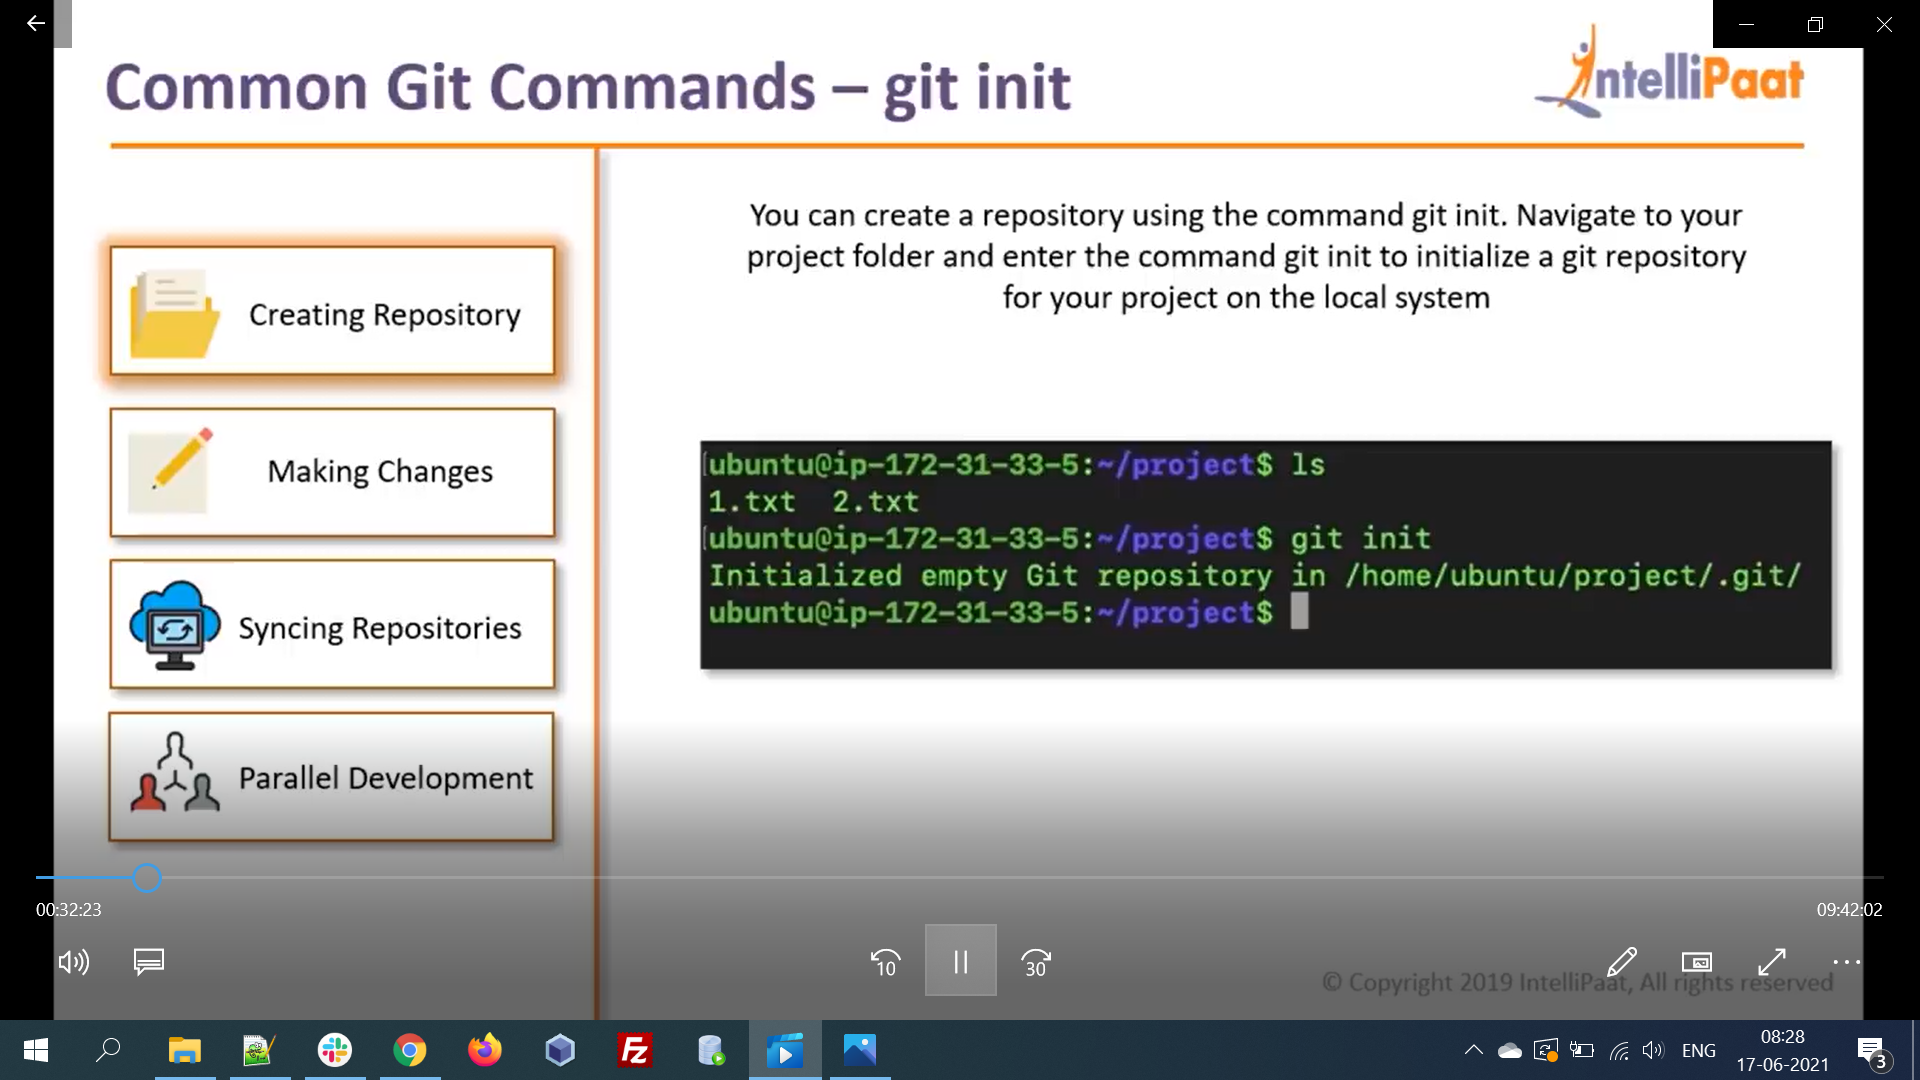 Common Git Commands – git init
IntelliPaat
You can create a repository using the command git init. Navigate to your
project folder and enter the command git init to initialize a git repository
for your project on the local system
Creating Repository
Making Changes
Syncing Repositories
Parallel Development
ubuntu@ip-172-31-33-5:~/project$ ls
1.txt 2.txt
ubuntu@ip-172-31-33-5:~/project$ git init
Initialized empty Git repository in /home/ubuntu/project/.git/
ubuntu@ip-172-31-33-5:~/project$
00:32:23
09:42:02
10
30
© Copyright 2019 IntelliPaat, All rights reserved
Fz
ENG
08:28
17-06-2021
3